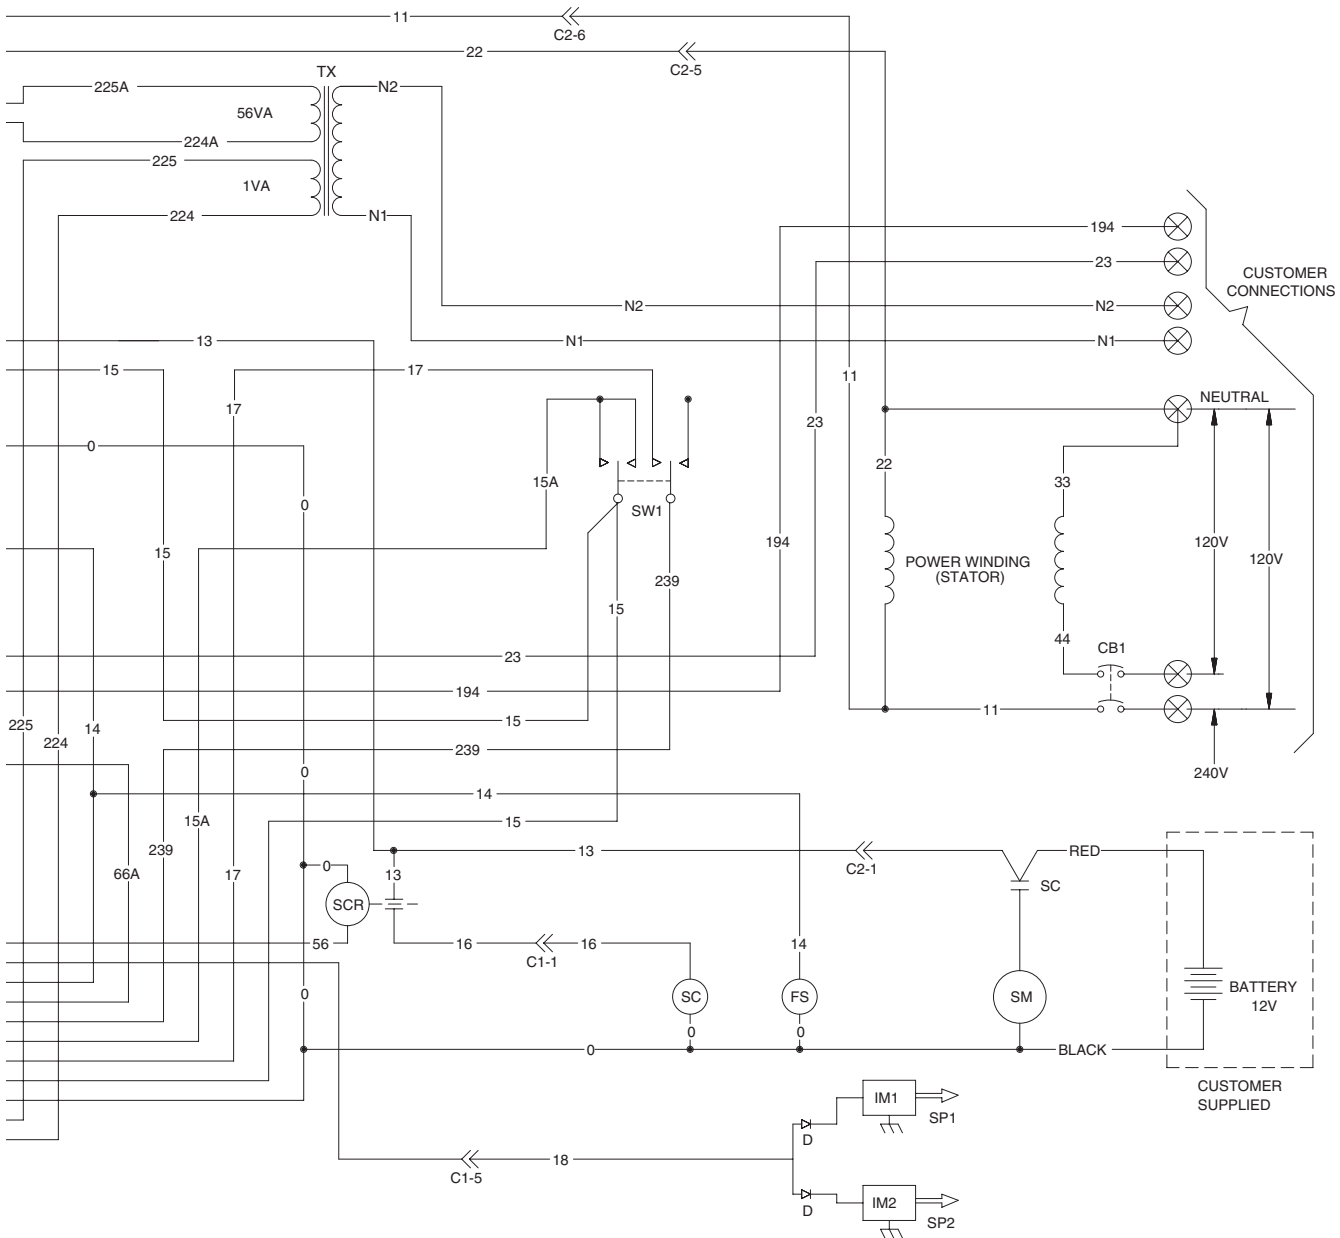 11
C2-6
22
C2-5
TX
225A
N2
56VA
224A
225
1VA
224
N1
194
23
CUSTOMER
CONNECTIONS
N2
N2
N1
N1
13
15
17
11
17
NEUTRAL
23
0
22
33
15A
0
SW1
194
120V
120V
15
POWER WINDING
(STATOR)
239
15
44
CB1
23
194
11
225
14
15
224
239
0
240V
14
15A
15
239
13
RED
C2-1
66A
17
0
13
SC
SCR
56
16
16
14
C1-1
0
SC
FS
SM
BATTERY
12V
0
0
0
BLACK
CUSTOMER
SUPPLIED
IM1
SP1
D
18
C1-5
IM2
D
SP2